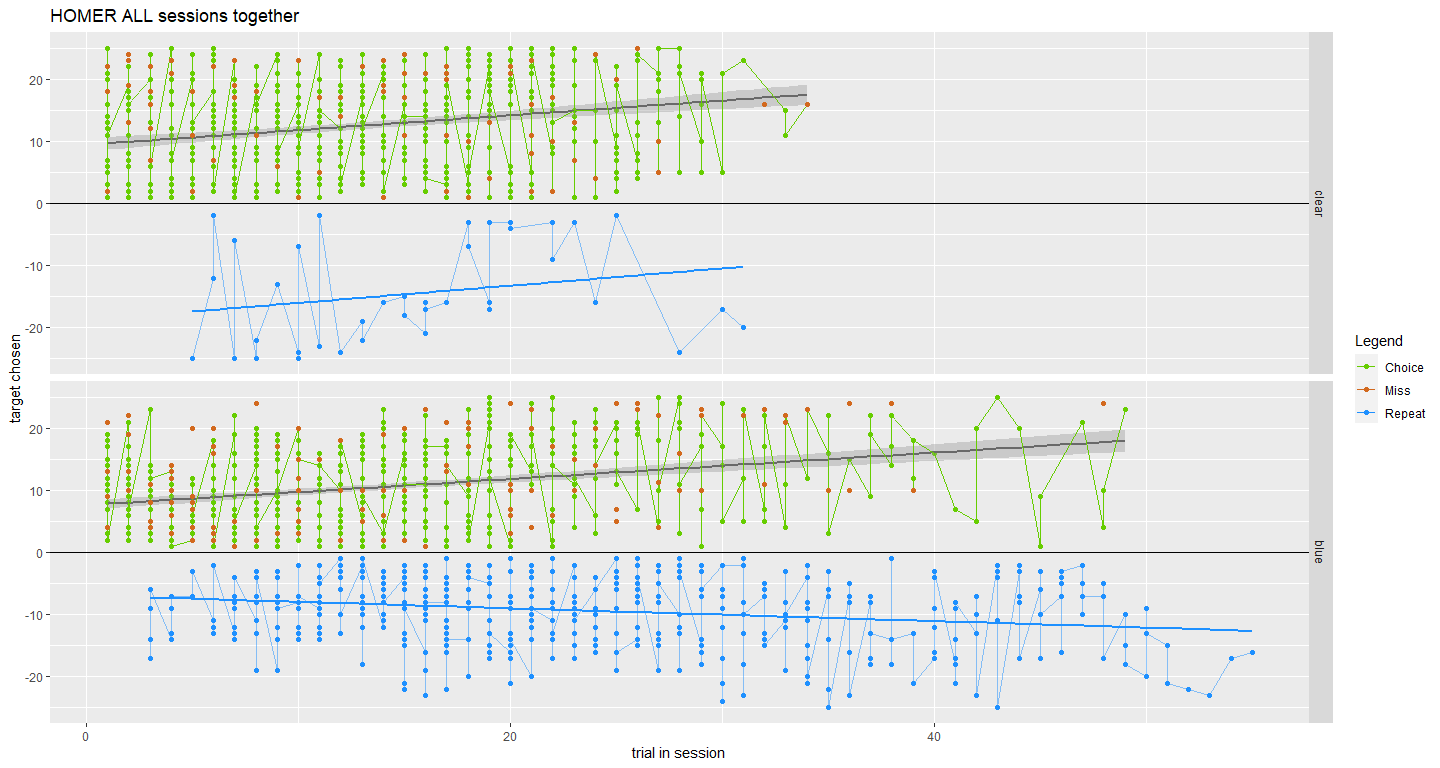 HOMER ALL sessions together
20
10
0
-10
-20
clear
target chosen
20
10
0
-10
-20
blue
0
20
40
trial in session
Legend
Choice
Miss
Repeat